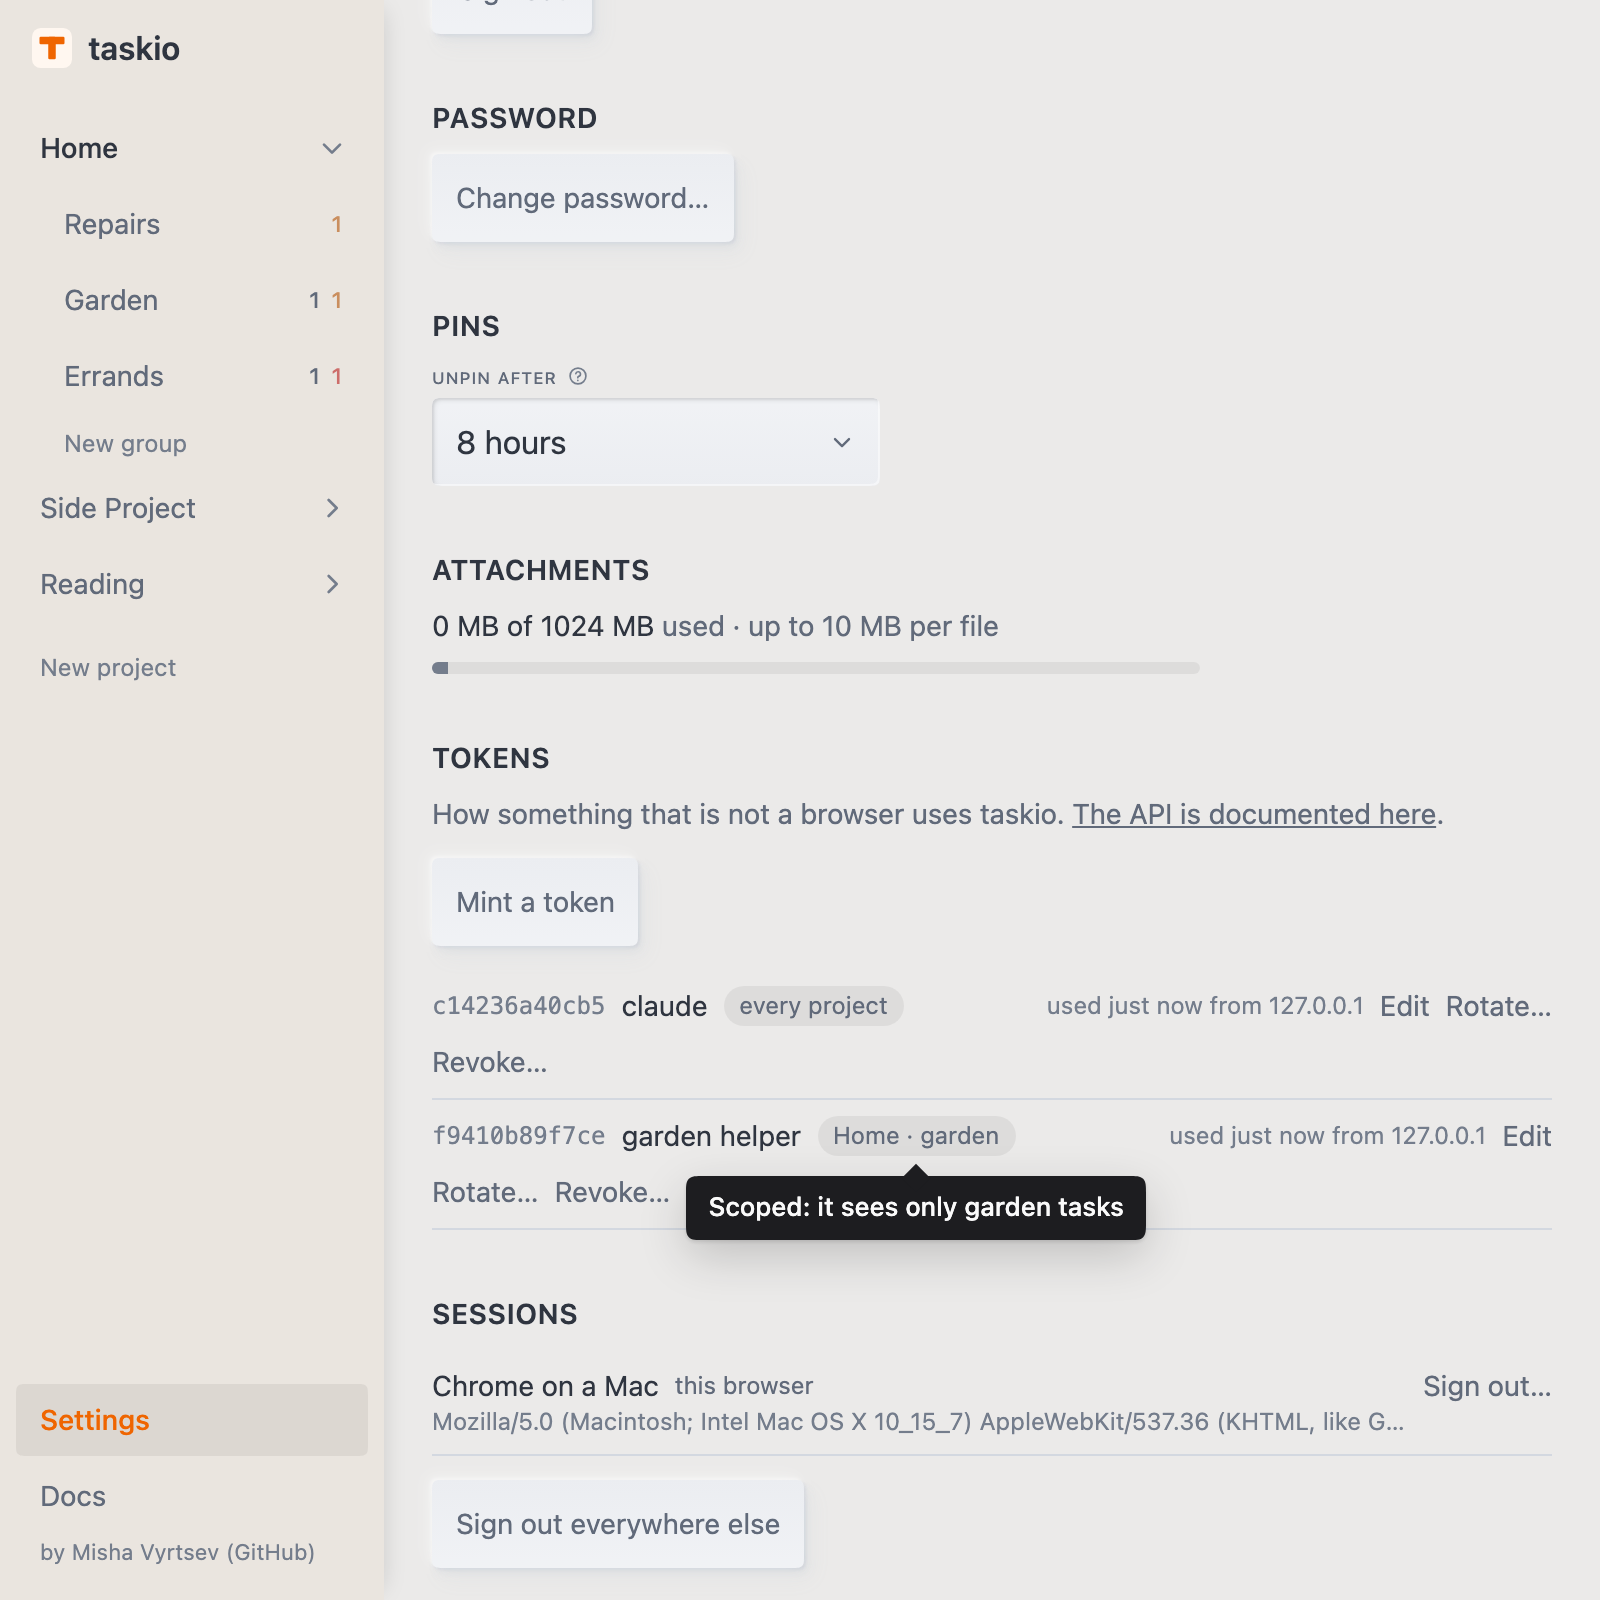 taskio
Home
Repairs 1
Garden 1 1
Errands 1 1
New group
Side Project
Reading
New project
Settings
Docs
by Misha Vyrtsev (GitHub)
PASSWORD
Change password...
PINS
UNPIN AFTER ?
8 hours
ATTACHMENTS
0 MB of 1024 MB used · up to 10 MB per file
TOKENS
How something that is not a browser uses taskio. The API is documented here.
Mint a token
c14236a40cb5 claude every project used just now from 127.0.0.1 Edit Rotate...
Revoke...
f9410b89f7ce garden helper Home · garden used just now from 127.0.0.1 Edit
Rotate... Revoke...
Scoped: it sees only garden tasks
SESSIONS
Chrome on a Mac this browser Sign out...
Mozilla/5.0 (Macintosh; Intel Mac OS X 10_15_7) AppleWebKit/537.36 (KHTML, like G...
Sign out everywhere else